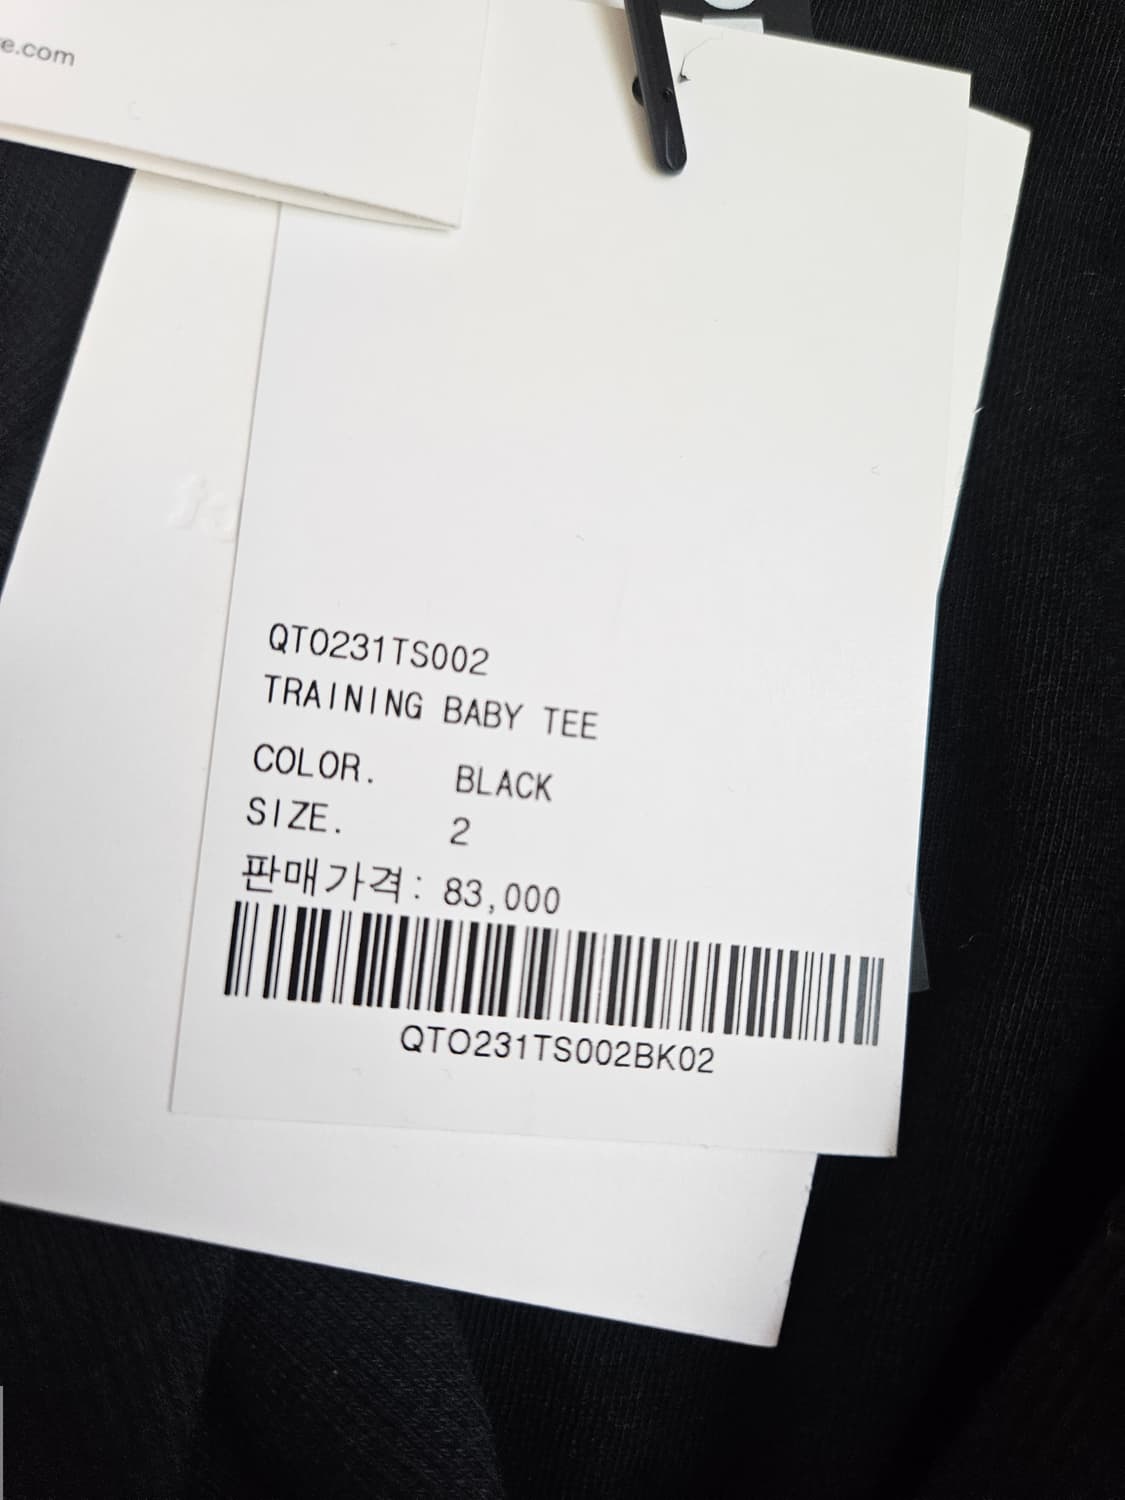 e.com
QTO231TS002
TRAINING BABY TEE
COLOR. BLACK
SIZE. 2
판매가격: 83,000
QTO231TS002BK02